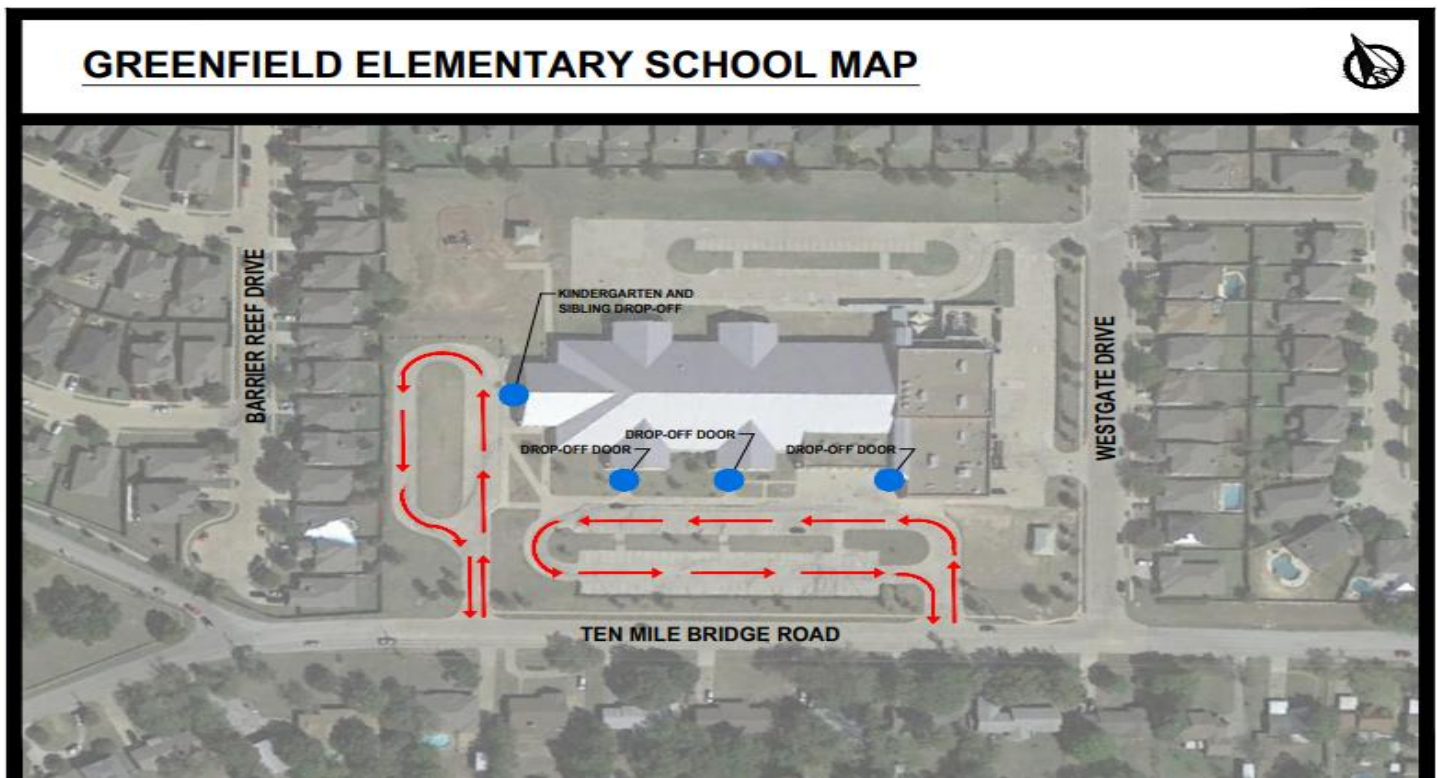 GREENFIELD ELEMENTARY SCHOOL MAP
KINDERGARTEN AND
SIBLING DROP-OFF
BARRIER REEF DRIVE
WESTGATE DRIVE
DROP-OFF DOOR
DROP-OFF DOOR
DROP-OFF DOOR
TEN MILE BRIDGE ROAD